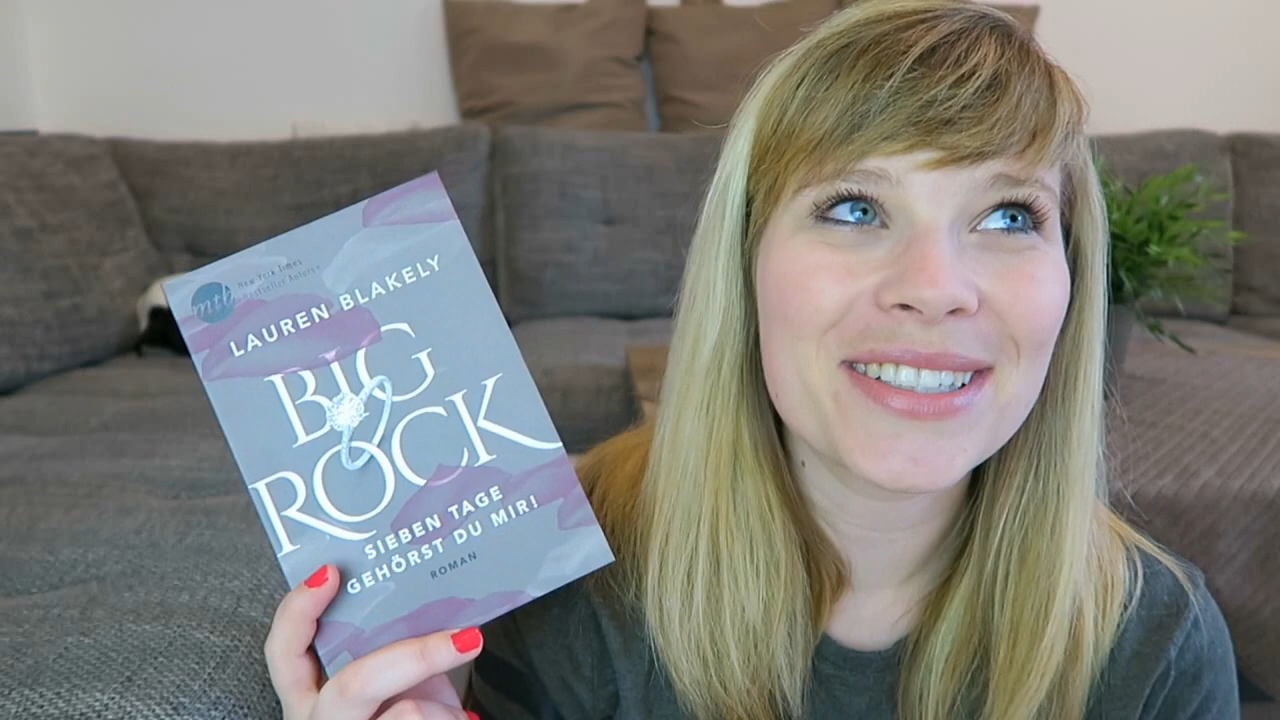 mtb
New York Times
Bestseller Autorin
LAUREN BLAKELY
BIG
ROCK
SIEBEN TAGE
GEHÖRST DU MIR!
ROMAN